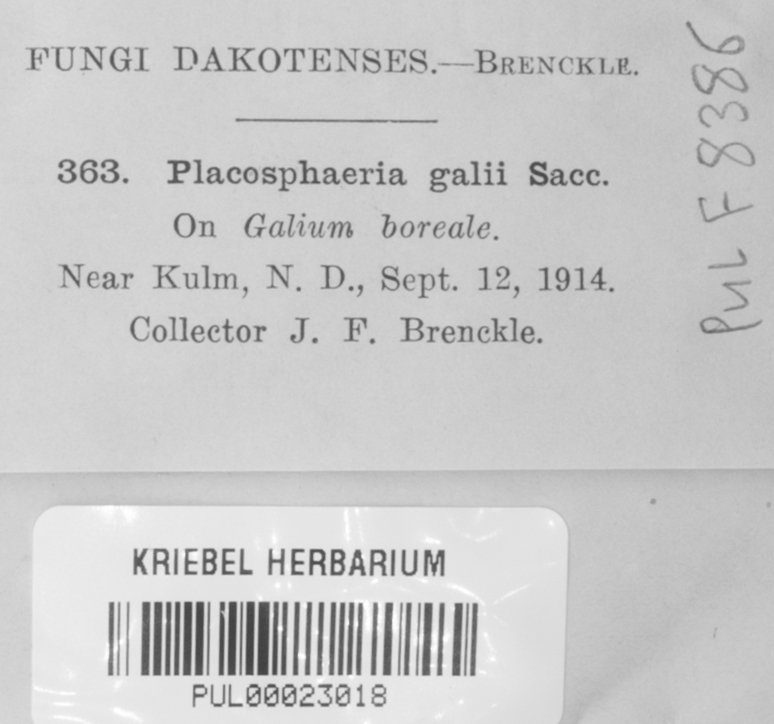 FUNGI DAKOTENSES.—BRENCKLE.
363. Placosphaeria galii Sacc.
On Galium boreale.
Near Kulm, N. D., Sept. 12, 1914.
Collector J. F. Brenckle.
PUL F 8386
KRIEBEL HERBARIUM
PUL00023018